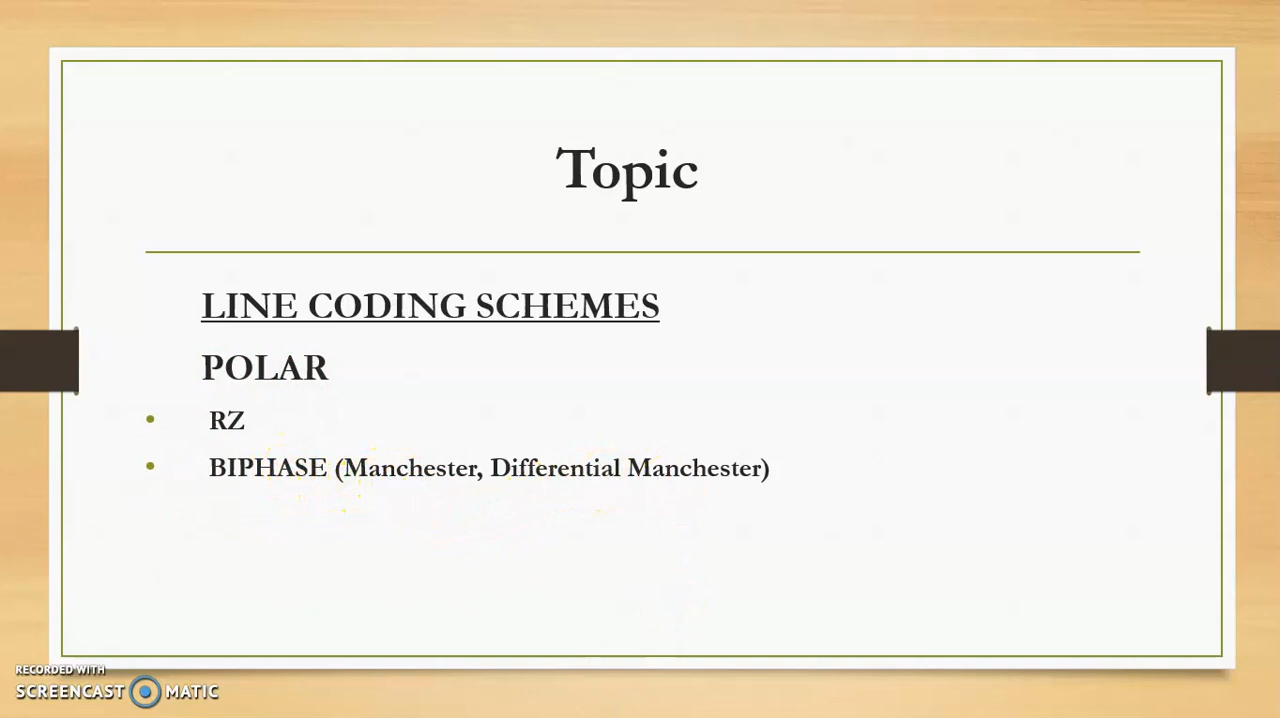 Topic
LINE CODING SCHEMES
POLAR
• RZ
• BIPHASE (Manchester, Differential Manchester)
RECORDED WITH
SCREENCAST MATIC